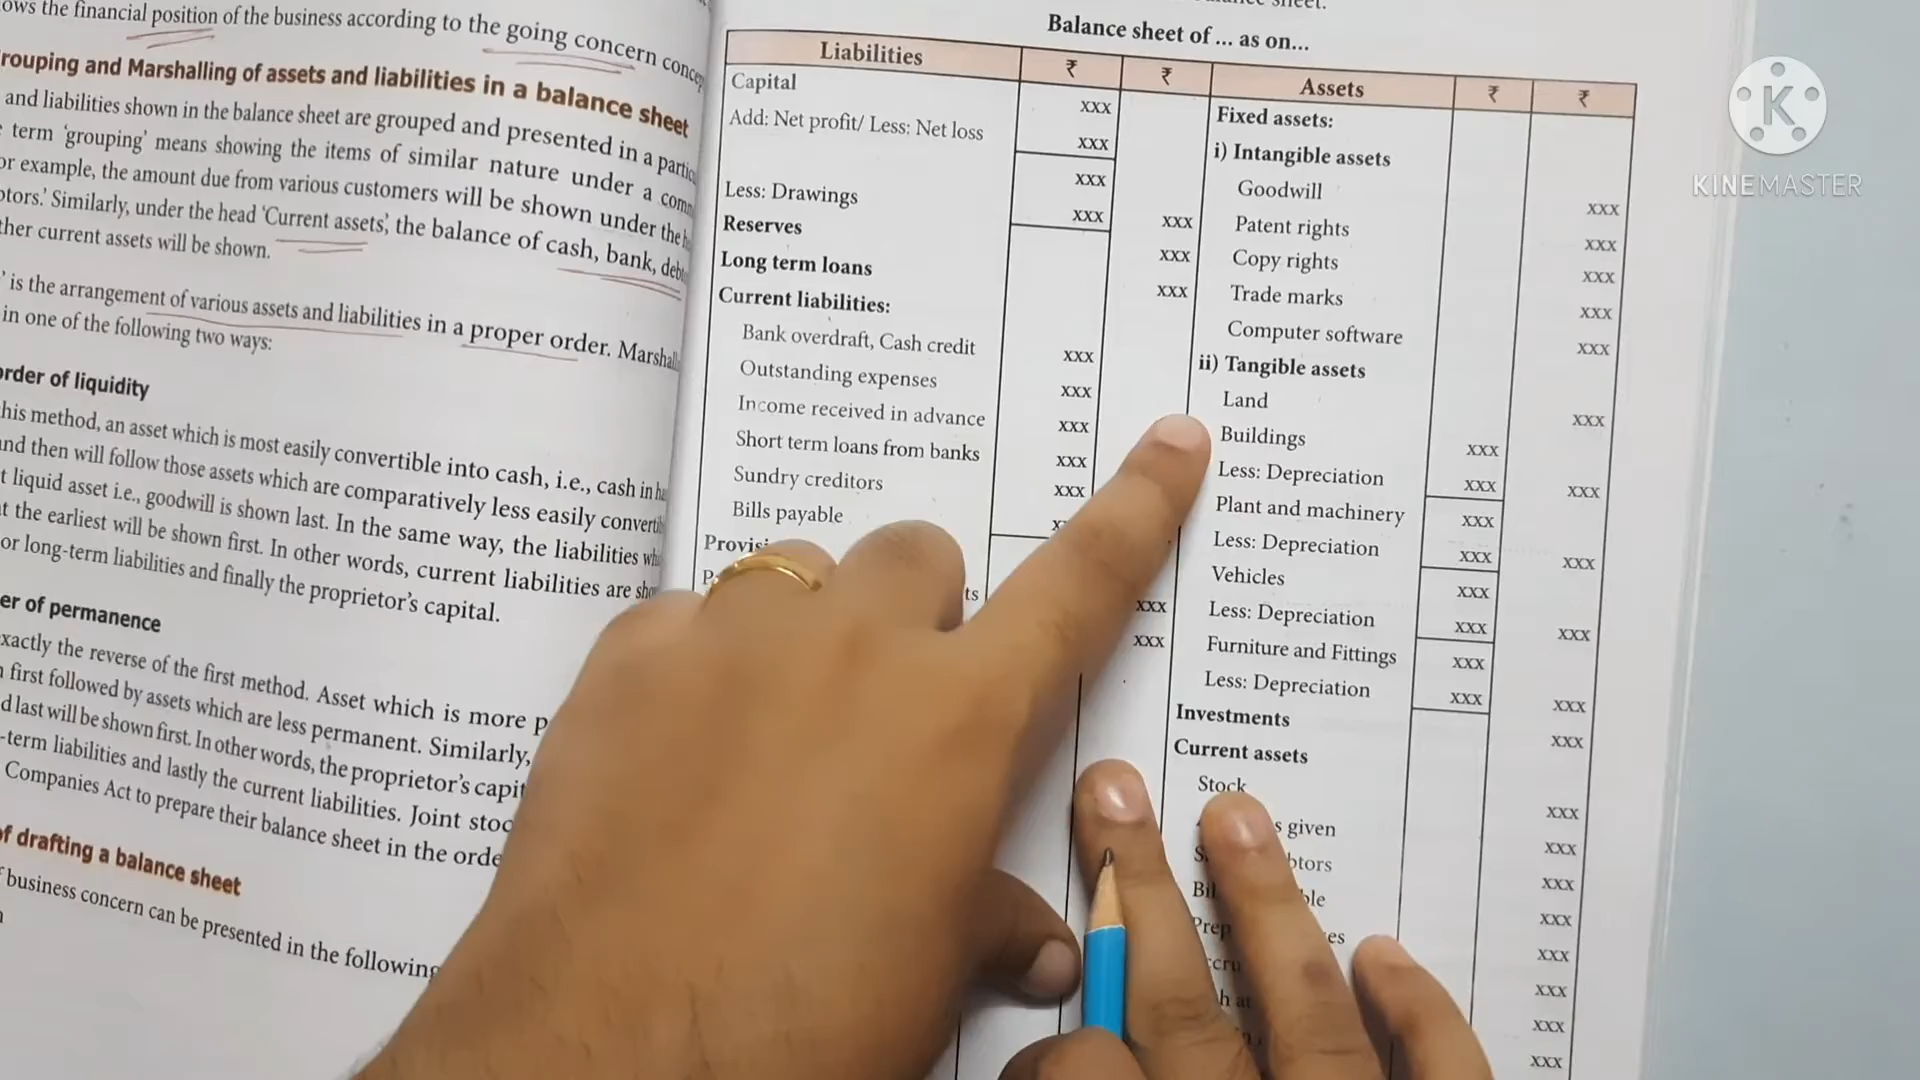 ows the financial position of the business according to the going concern
rouping and Marshalling of assets and liabilities in a balance sheet
and liabilities shown in the balance sheet are grouped and presented in a
term ‘grouping’ means showing the items of similar nature under a
or example, the amount due from various customers will be shown under the
Similarly, under the head ‘Current assets’, the balance of cash, bank,
ther current assets will be shown.
’ is the arrangement of various assets and liabilities in a proper order.
in one of the following two ways:
order of liquidity
his method, an asset which is most easily convertible into cash, i.e., cash in
nd then will follow those assets which are comparatively less easily
t liquid asset i.e., goodwill is shown last. In the same way, the liabilities
t the earliest will be shown first. In other words, current liabilities are
or long-term liabilities and finally the proprietor’s capital.
er of permanence
xactly the reverse of the first method. Asset which is more
first followed by assets which are less permanent. Similarly,
d last will be shown first. In other words, the proprietor’s
-term liabilities and lastly the current liabilities. Joint
Companies Act to prepare their balance sheet in the
of drafting a balance sheet
business concern can be presented in the following
Balance sheet of ... as on...
Liabilities ₹ ₹ Assets ₹ ₹
Capital xxx
Add: Net profit/ Less: Net loss xxx
xxx
Less: Drawings xxx xxx
Reserves xxx
Long term loans xxx
Current liabilities:
Bank overdraft, Cash credit xxx
Outstanding expenses xxx
Income received in advance xxx
Short term loans from banks xxx
Sundry creditors xxx
Bills payable
xxx
xxx
Fixed assets:
i) Intangible assets
Goodwill xxx
Patent rights xxx
Copy rights xxx
Trade marks xxx
Computer software xxx
ii) Tangible assets
Land xxx
Buildings xxx
Less: Depreciation xxx xxx
Plant and machinery xxx
Less: Depreciation xxx xxx
Vehicles xxx
Less: Depreciation xxx xxx
Furniture and Fittings xxx
Less: Depreciation xxx xxx
Investments xxx
Current assets
Stock xxx
given xxx
xxx
xxx
xxx
xxx
xxx
xxx
K
KINEMASTER